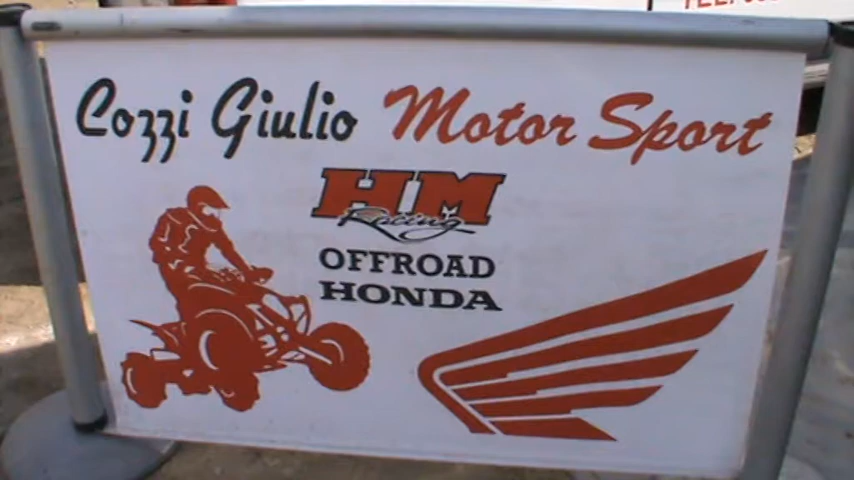 Cozzi Giulio Motor Sport
HM
Racing
OFFROAD
HONDA